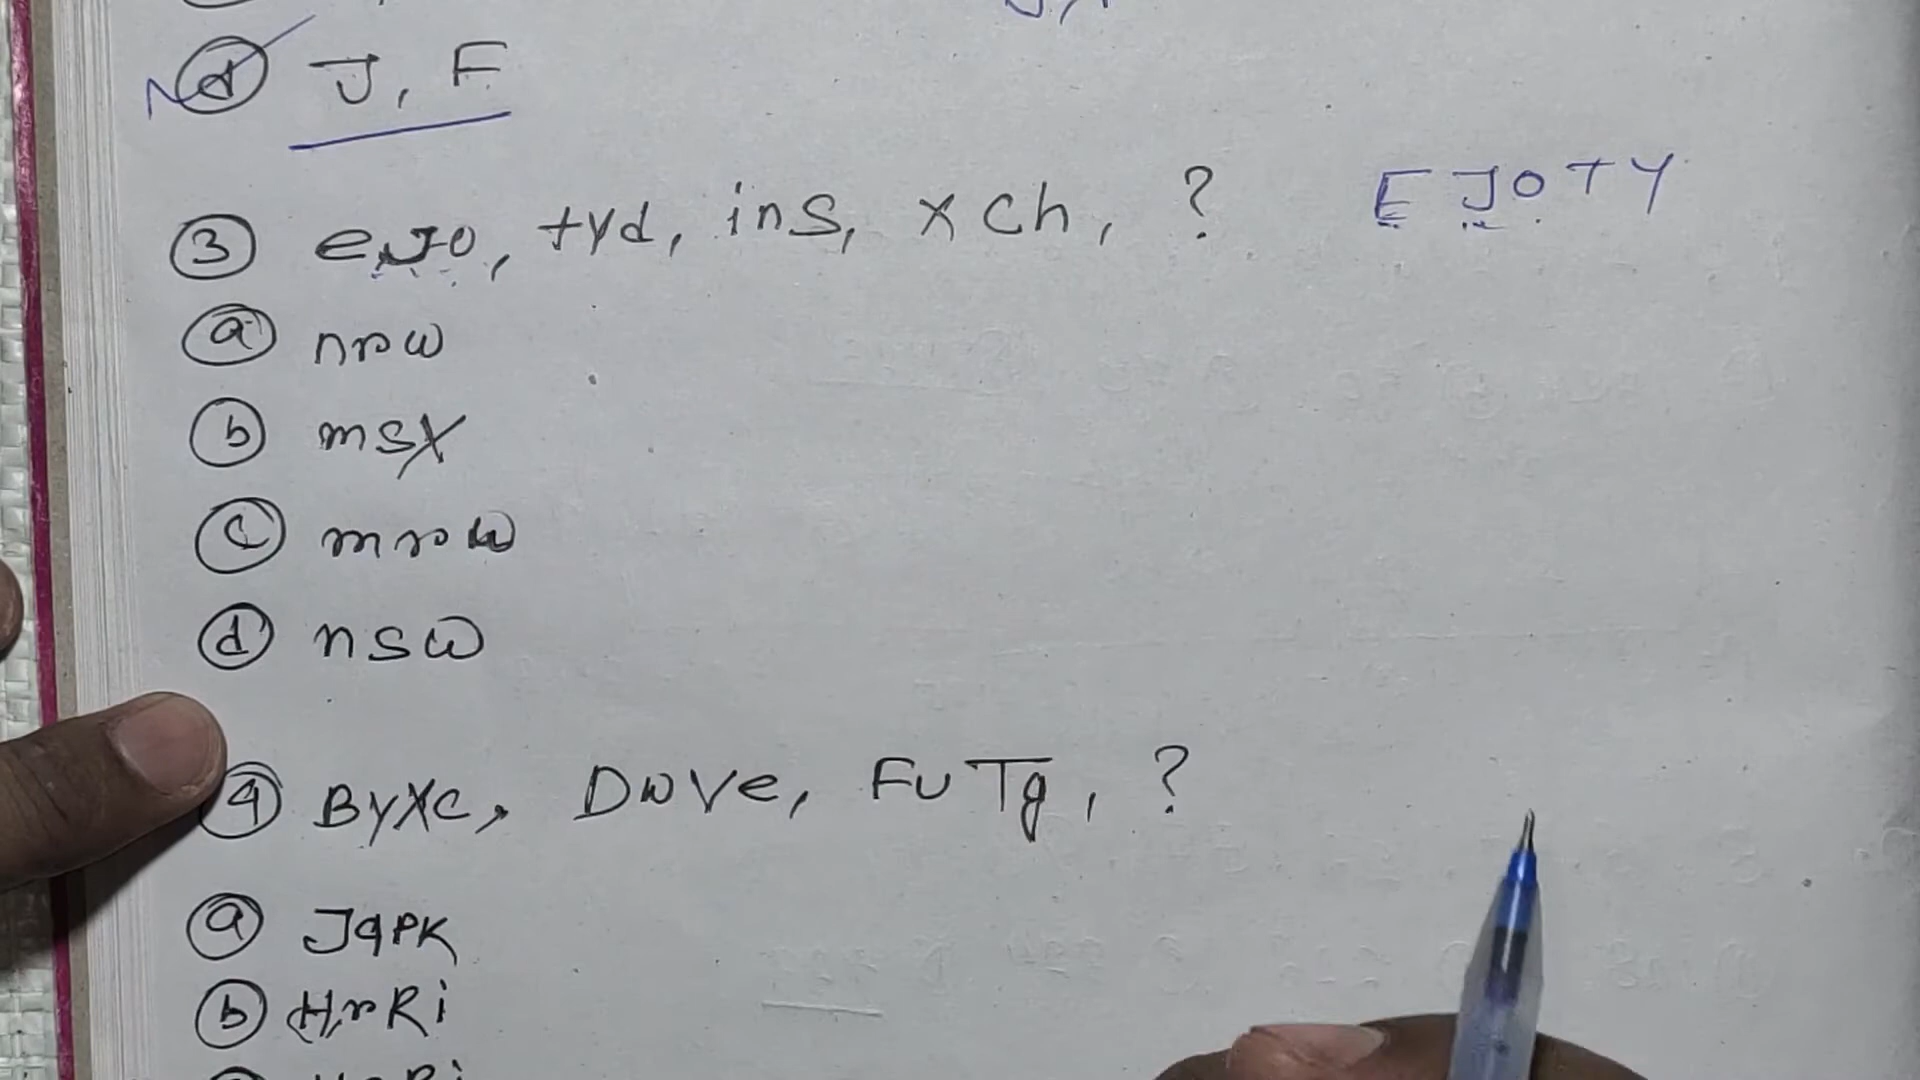 d J, F
3 eJo, tyd, ins, xch, ? EJOTY
a nrw
b msx
c mrw
d nsw
4 ByXc, DwVe, FuTg, ?
a JqPK
b HrRi